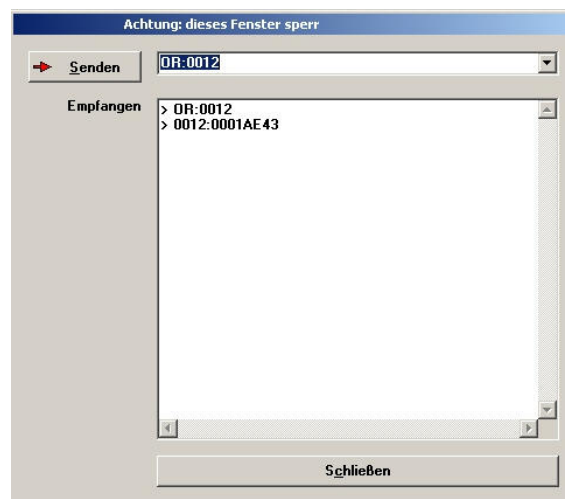 Achtung: dieses Fenster sperr
Senden
OR:0012
Empfangen
> OR:0012
> 0012:0001AE43
Schließen